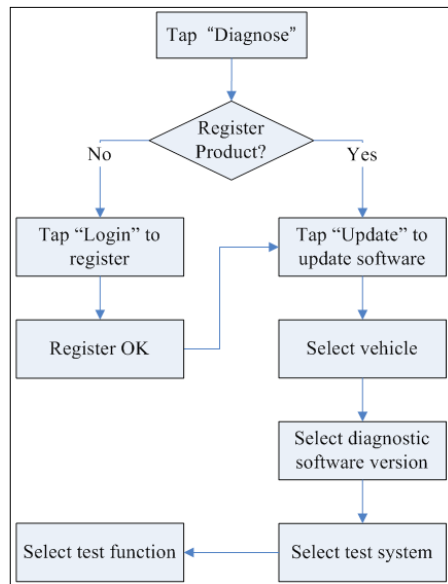 Tap “Diagnose”
Register
Product?
No
Yes
Tap “Login” to
register
Tap “Update” to
update software
Register OK
Select vehicle
Select diagnostic
software version
Select test function
Select test system